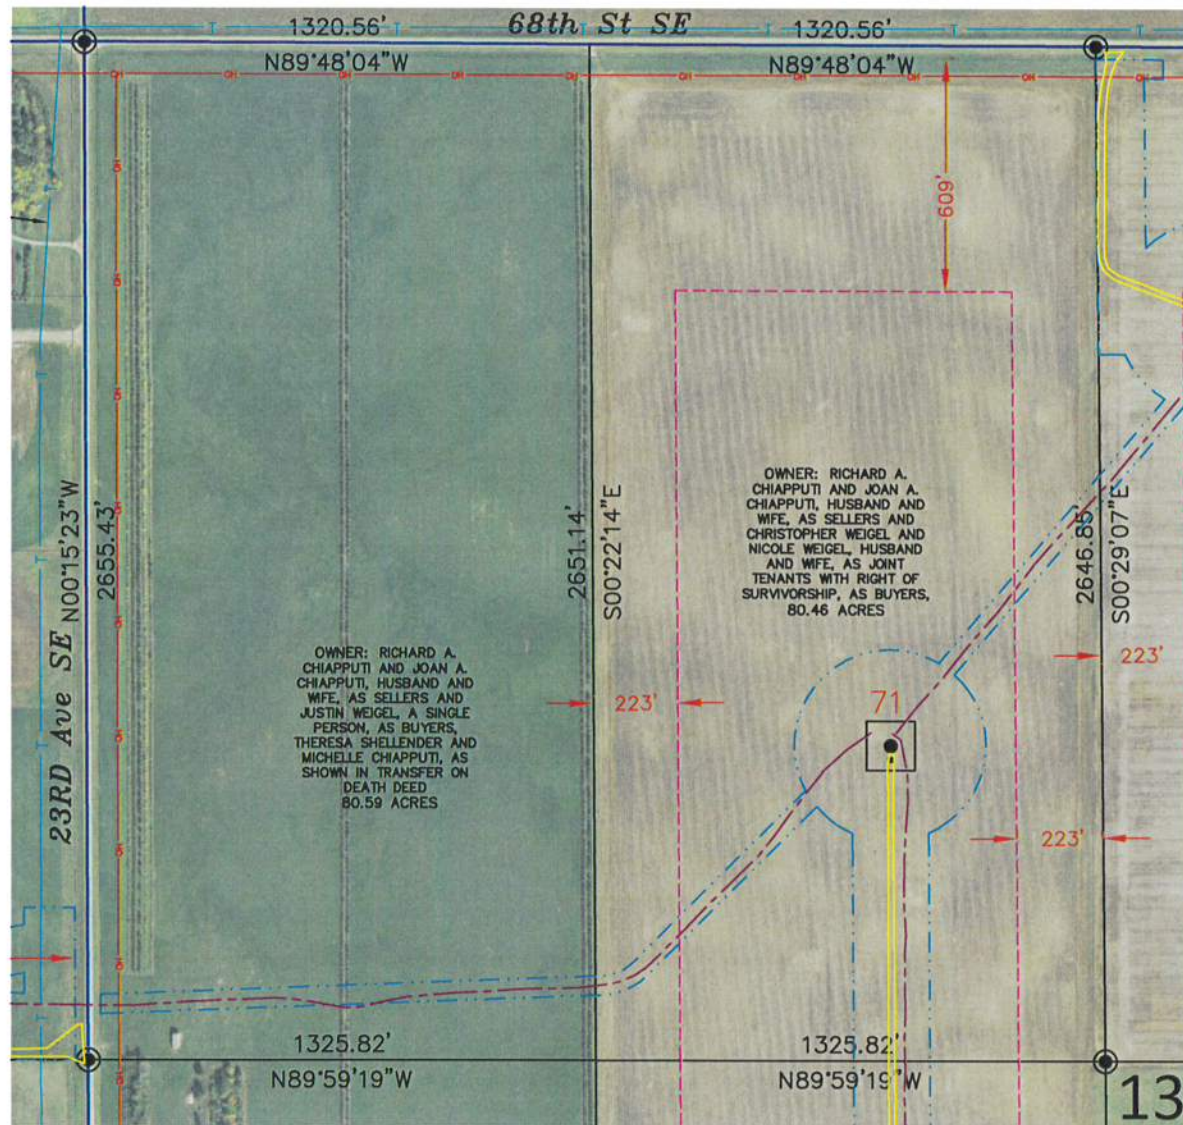 1320.56'
68th St SE
1320.56'
N89°48'04"W
N89°48'04"W
609'
OWNER: RICHARD A.
CHIAPPUTI AND JOAN A.
CHIAPPUTI, HUSBAND AND
WIFE, AS SELLERS AND
CHRISTOPHER WEIGEL AND
NICOLE WEIGEL, HUSBAND
AND WIFE, AS JOINT
TENANTS WITH RIGHT OF
SURVIVORSHIP, AS BUYERS,
80.46 ACRES
23RD Ave SE
N00°15'23"W
2655.43'
2651.14'
S00°22'14"E
2646.85'
S00°29'07"E
OWNER: RICHARD A.
CHIAPPUTI AND JOAN A.
CHIAPPUTI, HUSBAND AND
WIFE, AS SELLERS AND
JUSTIN WEIGEL, A SINGLE
PERSON, AS BUYERS,
THERESA SHELLENDER AND
MICHELLE CHIAPPUTI, AS
SHOWN IN TRANSFER ON
DEATH DEED
80.59 ACRES
223'
71
223'
223'
1325.82'
1325.82'
N89°59'19"W
N89°59'19"W
13